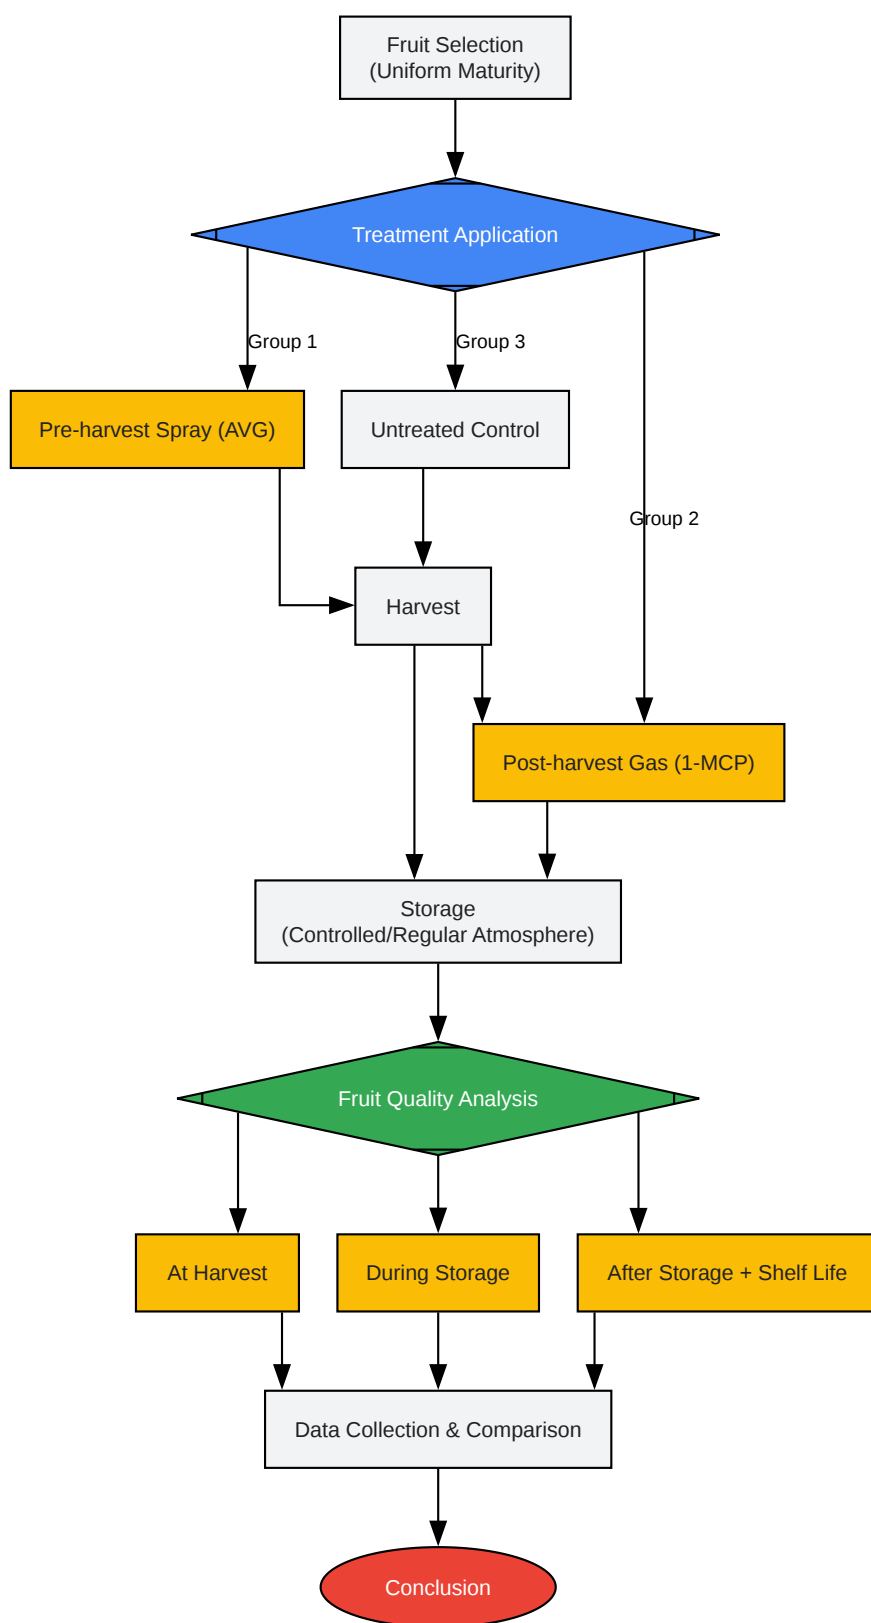 Fruit Selection
(Uniform Maturity)
Treatment Application
Group 1
Group 3
Pre-harvest Spray (AVG)
Untreated Control
Group 2
Harvest
Post-harvest Gas (1-MCP)
Storage
(Controlled/Regular Atmosphere)
Fruit Quality Analysis
At Harvest
During Storage
After Storage + Shelf Life
Data Collection & Comparison
Conclusion